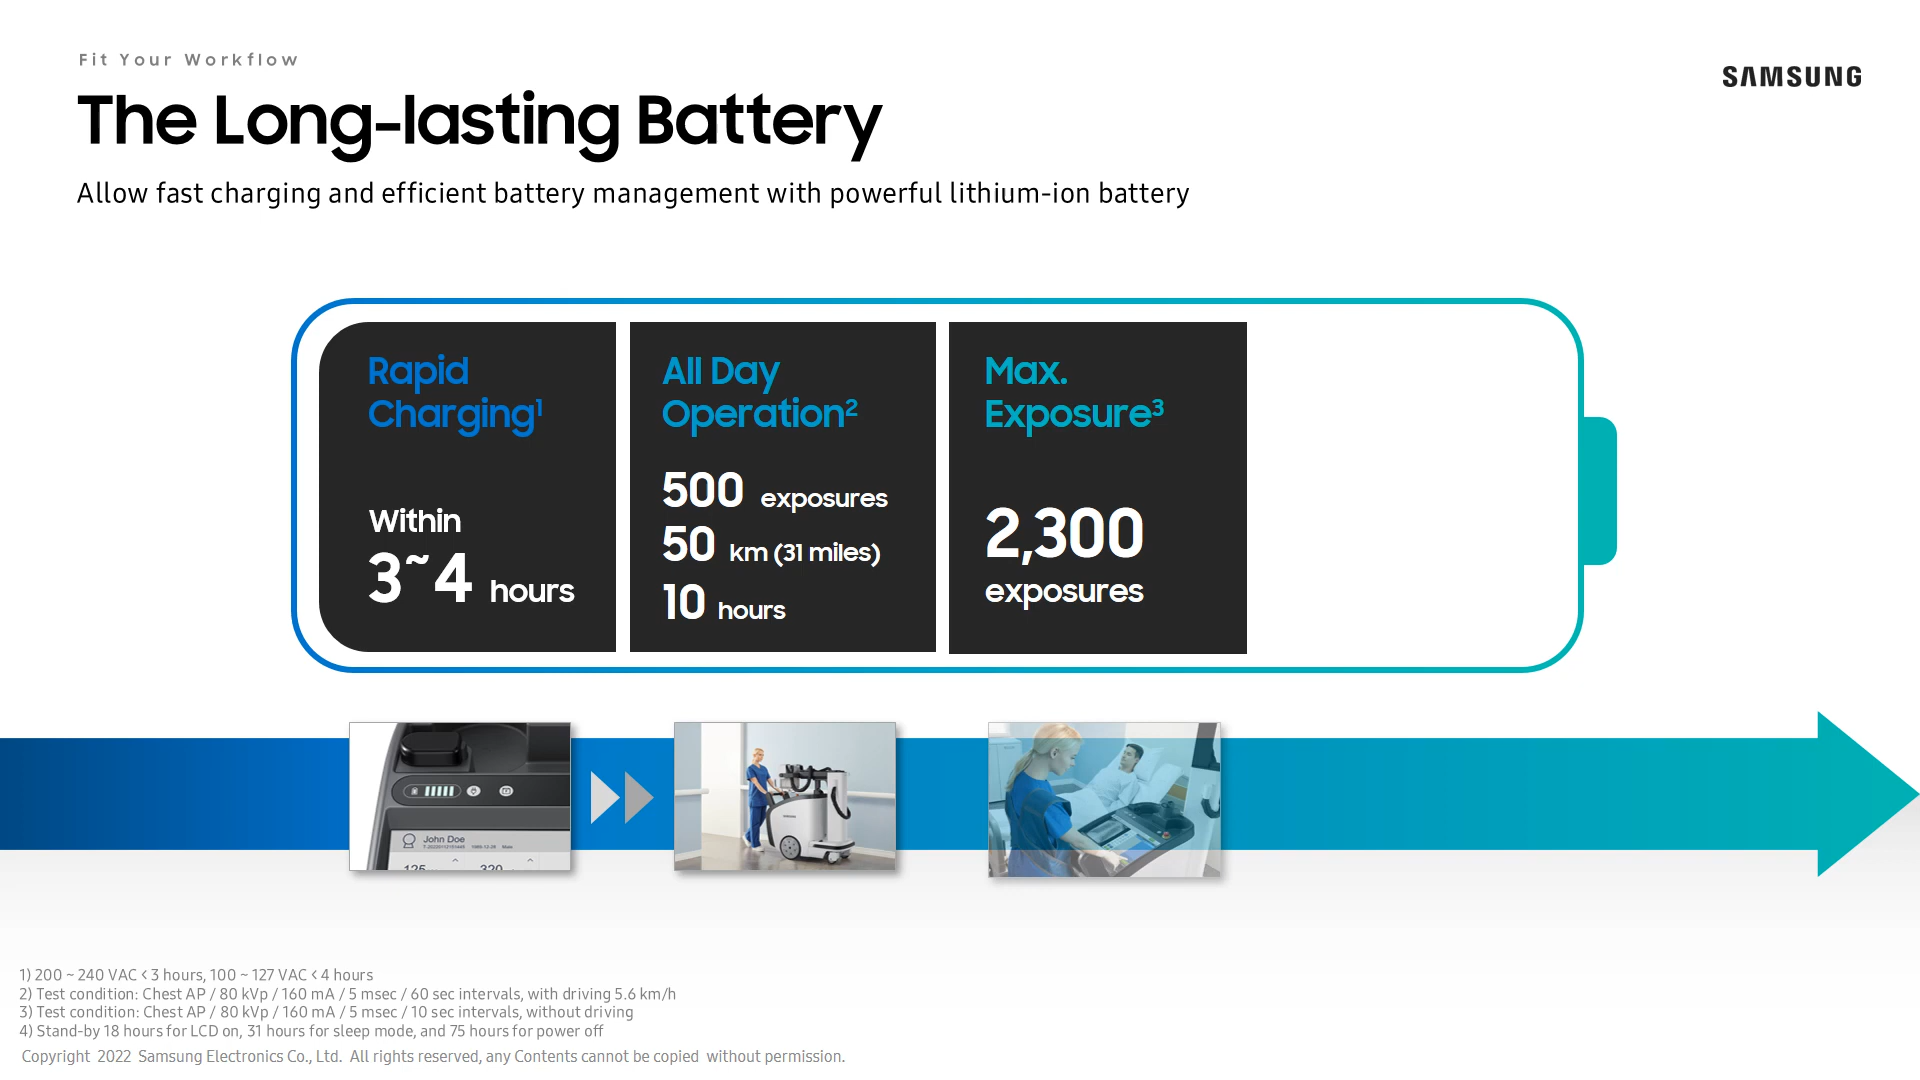 Fit Your Workflow
SAMSUNG
The Long-lasting Battery
Allow fast charging and efficient battery management with powerful lithium-ion battery
Rapid
Charging¹
Within
3~4 hours
All Day
Operation²
500 exposures
50 km (31 miles)
10 hours
Max.
Exposure³
2,300
exposures
John Doe
125
320
1) 200 ~ 240 VAC < 3 hours, 100 ~ 127 VAC < 4 hours
2) Test condition: Chest AP / 80 kVp / 160 mA / 5 msec / 60 sec intervals, with driving 5.6 km/h
3) Test condition: Chest AP / 80 kVp / 160 mA / 5 msec / 10 sec intervals, without driving
4) Stand-by 18 hours for LCD on, 31 hours for sleep mode, and 75 hours for power off
Copyright 2022 Samsung Electronics Co., Ltd. All rights reserved, any Contents cannot be copied without permission.